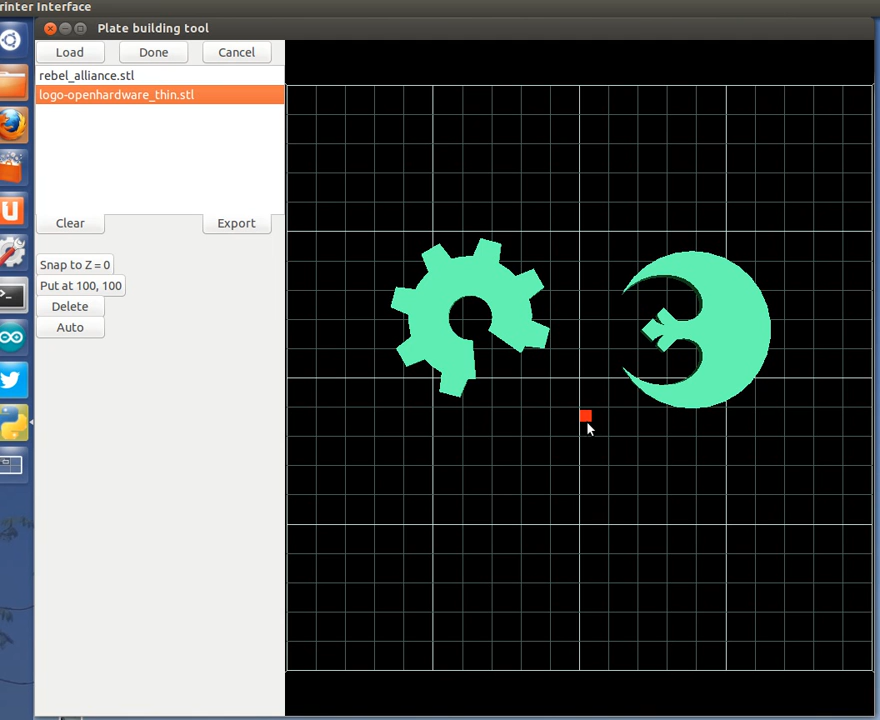 rinter Interface
Plate building tool
Load
Done
Cancel
rebel_alliance.stl
logo-openhardware_thin.stl
Clear
Export
Snap to Z = 0
Put at 100, 100
Delete
Auto